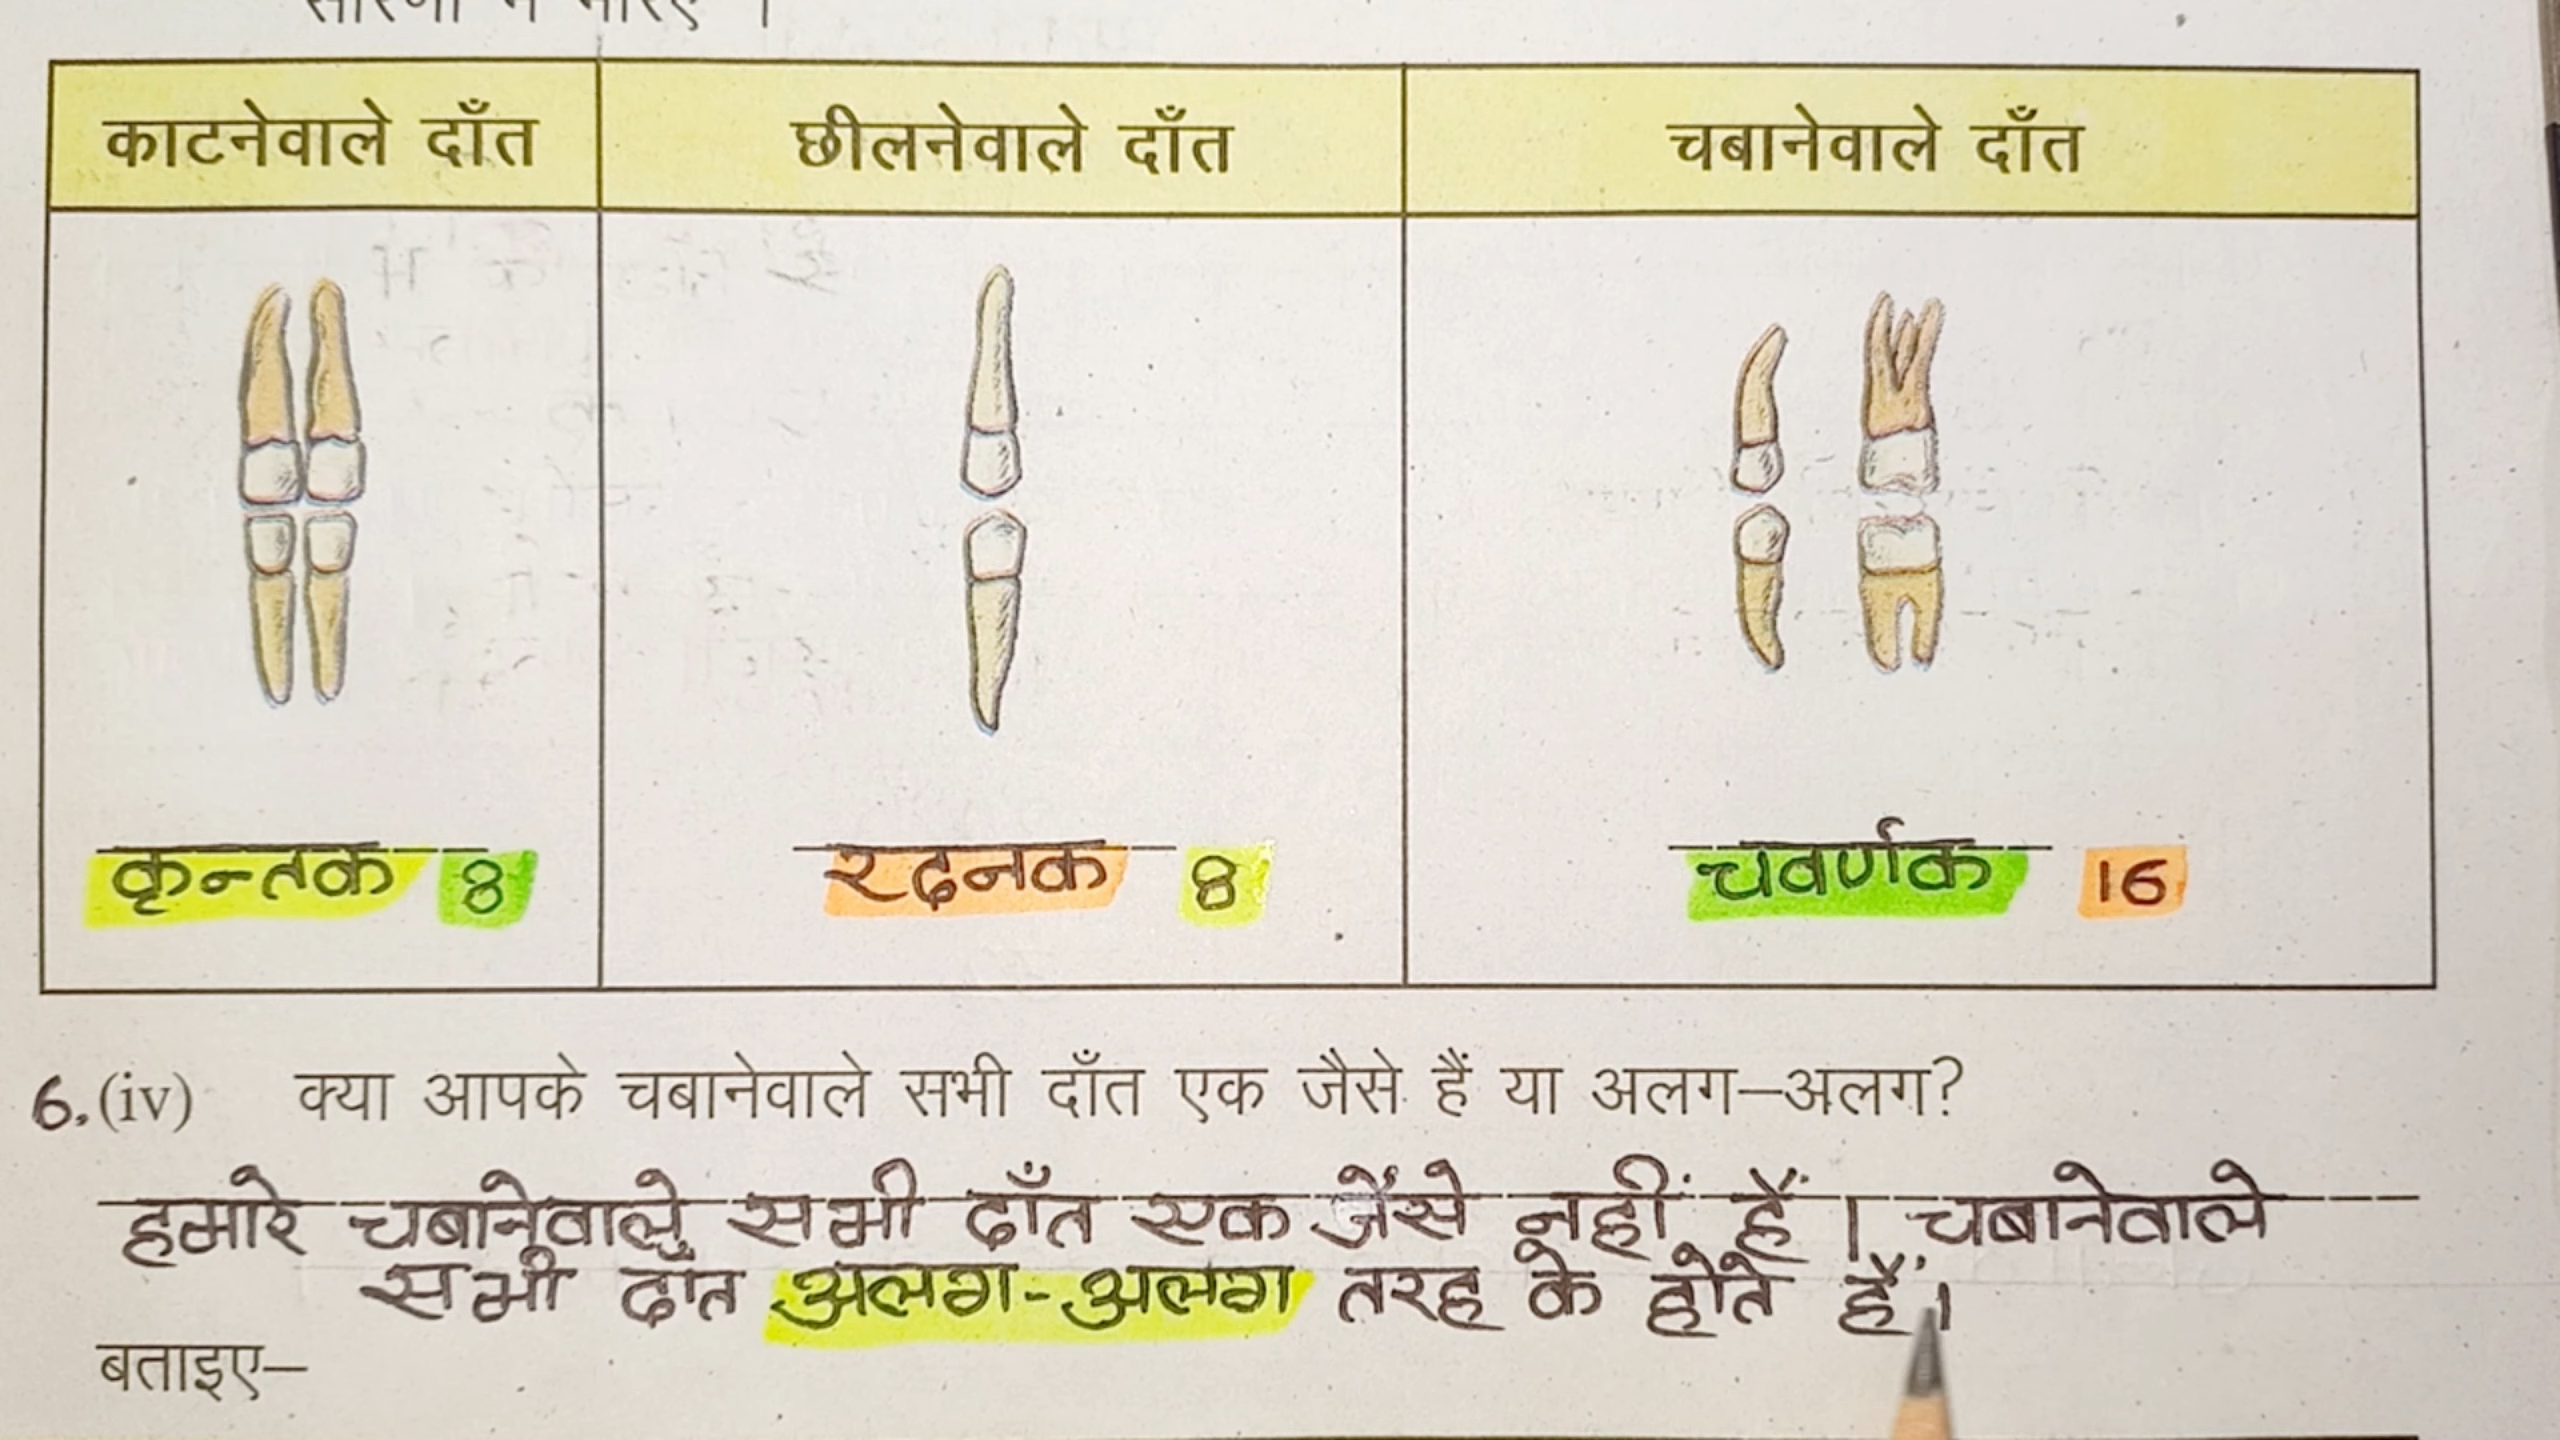 काटनेवाले दाँत छीलनेवाले दाँत चबानेवाले दाँत
कृन्तक 8 रदनक 8 चवर्णक 16
6. (iv) क्या आपके चबानेवाले सभी दाँत एक जैसे हैं या अलग–अलग?
हमारे चबानेवाले सभी दाँत एक जैसे नहीं हैं । चबानेवाले
सभी दाँत अलग-अलग तरह के होते हैं ।
बताइए–